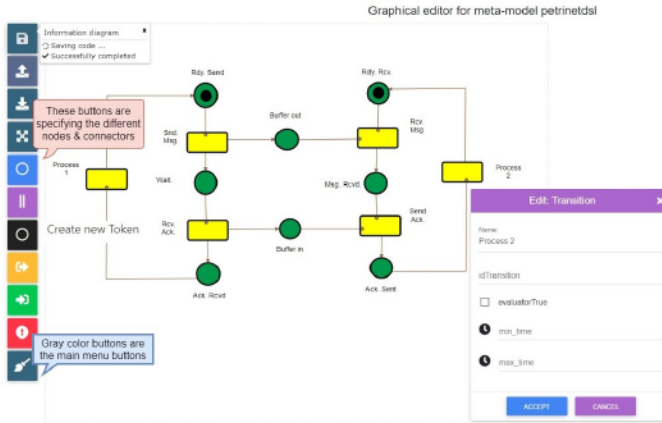 Graphical editor for meta-model petrinetdsl
Information diagram
Saving code ...
Successfully completed
These buttons are
specifying the different
nodes & connectors
Create new Token
Gray color buttons are
the main menu buttons
Rdy. Send
Rdy. Rcv.
Buffer out
Snd.
Msg.
Rcv.
Msg
Process
1
Process
2
Wait.
Msg. Rcvd.
Rcv.
Ack.
Send
Ack.
Buffer in
Ack. Rcvd
Ack. Sent
Edit: Transition
x
Name
Process 2
idTransition
evaluatorTrue
min_time
max_time
ACCEPT
CANCEL